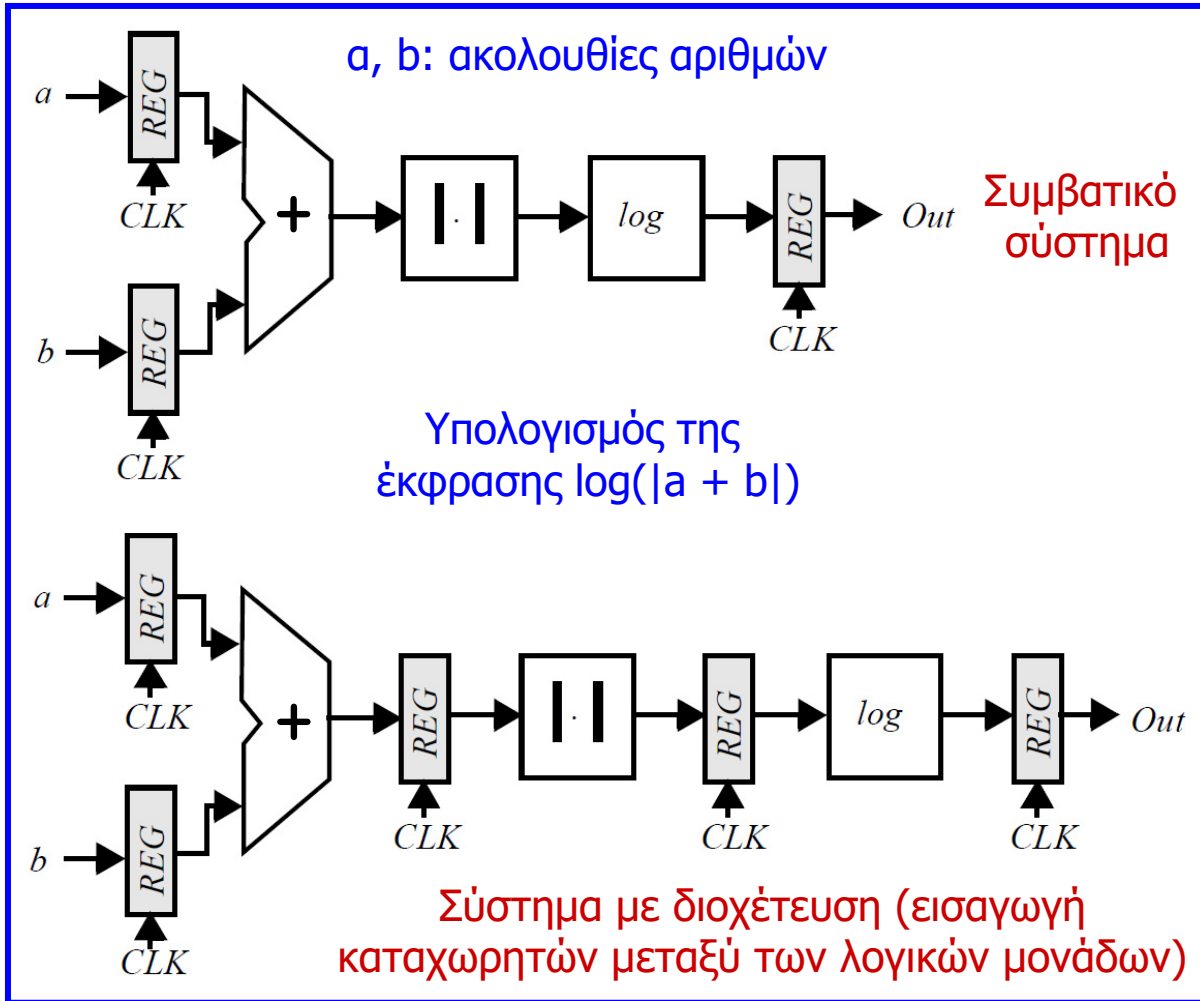 a, b: ακολουθίες αριθμών
a
REG
CLK
+
| . |
log
REG
CLK
Out
Συμβατικό
σύστημα
b
REG
CLK
Υπολογισμός της
έκφρασης log(|a + b|)
a
REG
CLK
+
REG
CLK
| . |
REG
CLK
log
REG
CLK
Out
b
REG
CLK
Σύστημα με διοχέτευση (εισαγωγή
καταχωρητών μεταξύ των λογικών μονάδων)